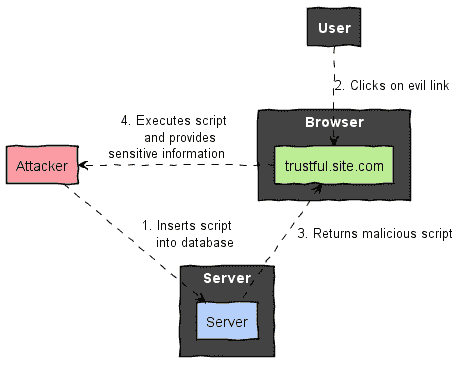 User
2. Clicks on evil link
Browser
trustful.site.com
4. Executes script
and provides
sensitive information
Attacker
1. Inserts script
into database
3. Returns malicious script
Server
Server